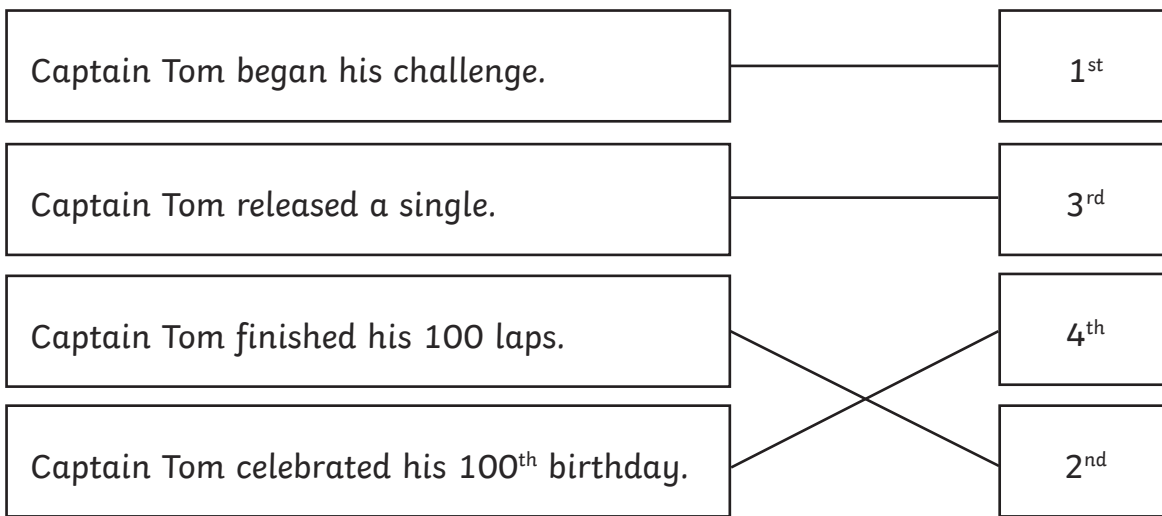 Captain Tom began his challenge. 1st
Captain Tom released a single. 3rd
Captain Tom finished his 100 laps. 4th
Captain Tom celebrated his 100th birthday. 2nd